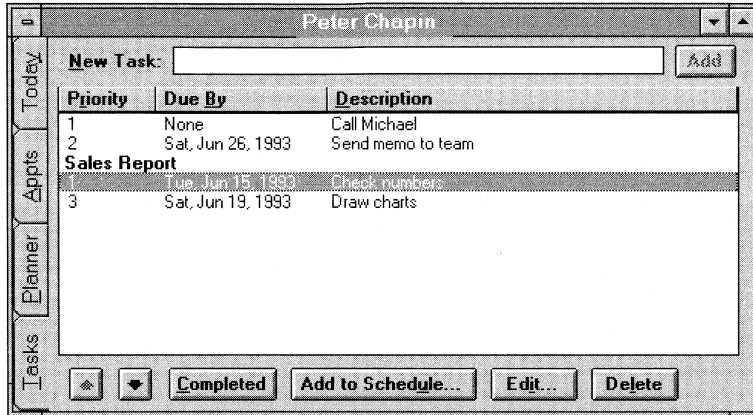 Peter Chapin
New Task: Add
Priority Due By Description
1 None Call Michael
2 Sat, Jun 26, 1993 Send memo to team
Sales Report
1 Tue, Jun 15, 1993 Check numbers
3 Sat, Jun 19, 1993 Draw charts
Today
Appts
Planner
Tasks
Completed Add to Schedule... Edit... Delete